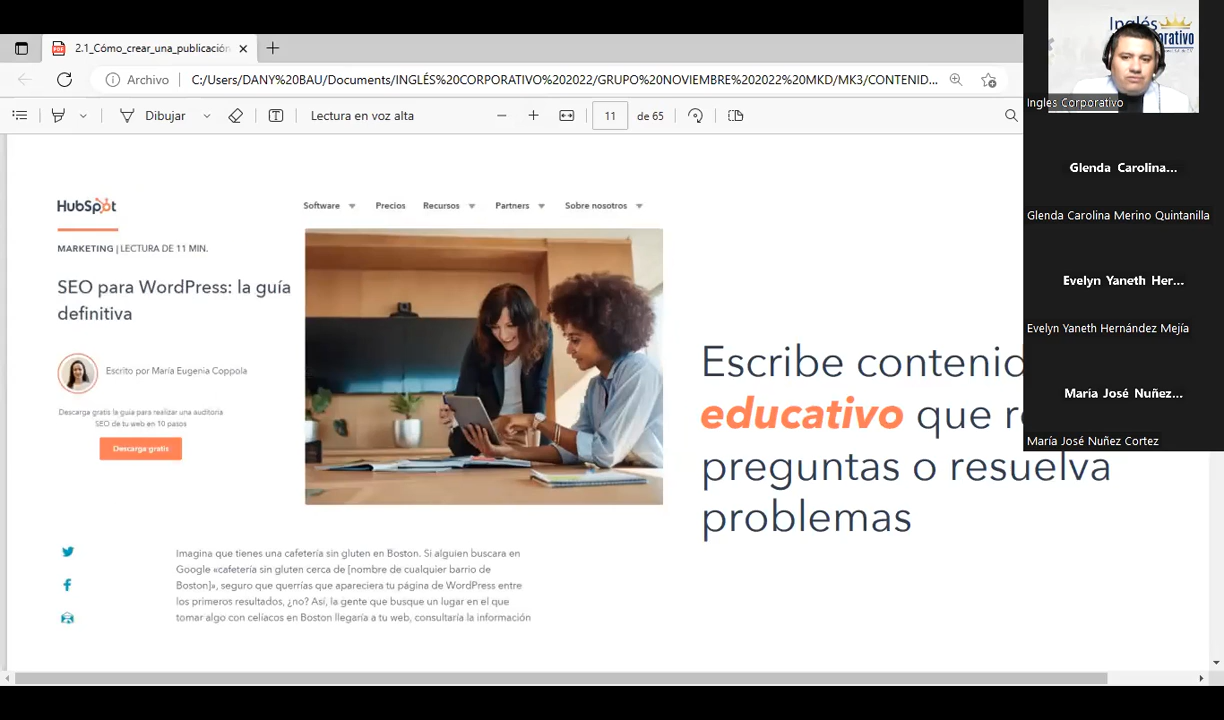 2.1_Cómo_crear_una_publicación
Archivo
C:/Users/DANY%20BAU/Documents/INGLÉS%20CORPORATIVO%202022/GRUPO%20NOVIEMBRE%202022%20MKD/MK3/CONTENID...
Dibujar
Lectura en voz alta
11
de 65
HubSpot
Software
Precios
Recursos
Partners
Sobre nosotros
MARKETING | LECTURA DE 11 MIN.
SEO para WordPress: la guía
definitiva
Escrito por María Eugenia Coppola
Descarga gratis la guía para realizar una auditoría
SEO de tu web en 10 pasos
Descarga gratis
Imagina que tienes una cafetería sin gluten en Boston. Si alguien buscara en
Google «cafetería sin gluten cerca de [nombre de cualquier barrio de
Boston]», seguro que querrías que apareciera tu página de WordPress entre
los primeros resultados, ¿no? Así, la gente que busque un lugar en el que
tomar algo con celíacos en Boston llegaría a tu web, consultaría la información
Escribe
educativo que
preguntas o resuelva
problemas
Inglés
Inglés Corporativo
Glenda Carolina...
Glenda Carolina Merino Quintanilla
Evelyn Yaneth Her...
Evelyn Yaneth Hernández Mejía
María José Nuñez...
María José Nuñez Cortez